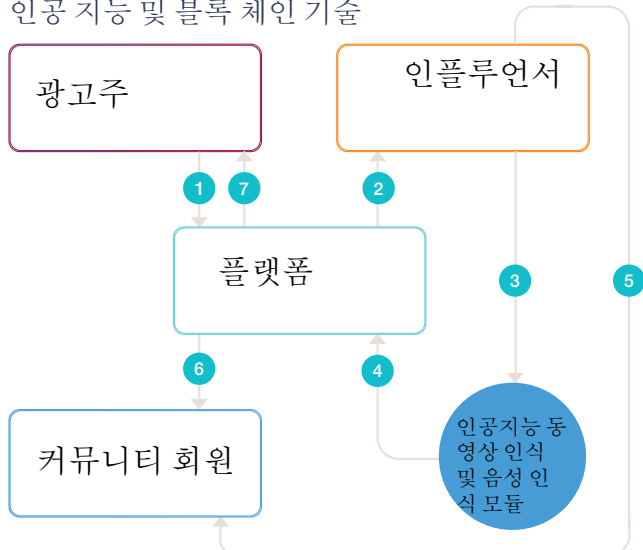 인공 지능 및 블록 체인 기술
광고주
인플루언서
1
7
2
플랫폼
3
5
6
4
커뮤니티 회원
인공지능 동
영상 인식
및 음성 인
식 모듈